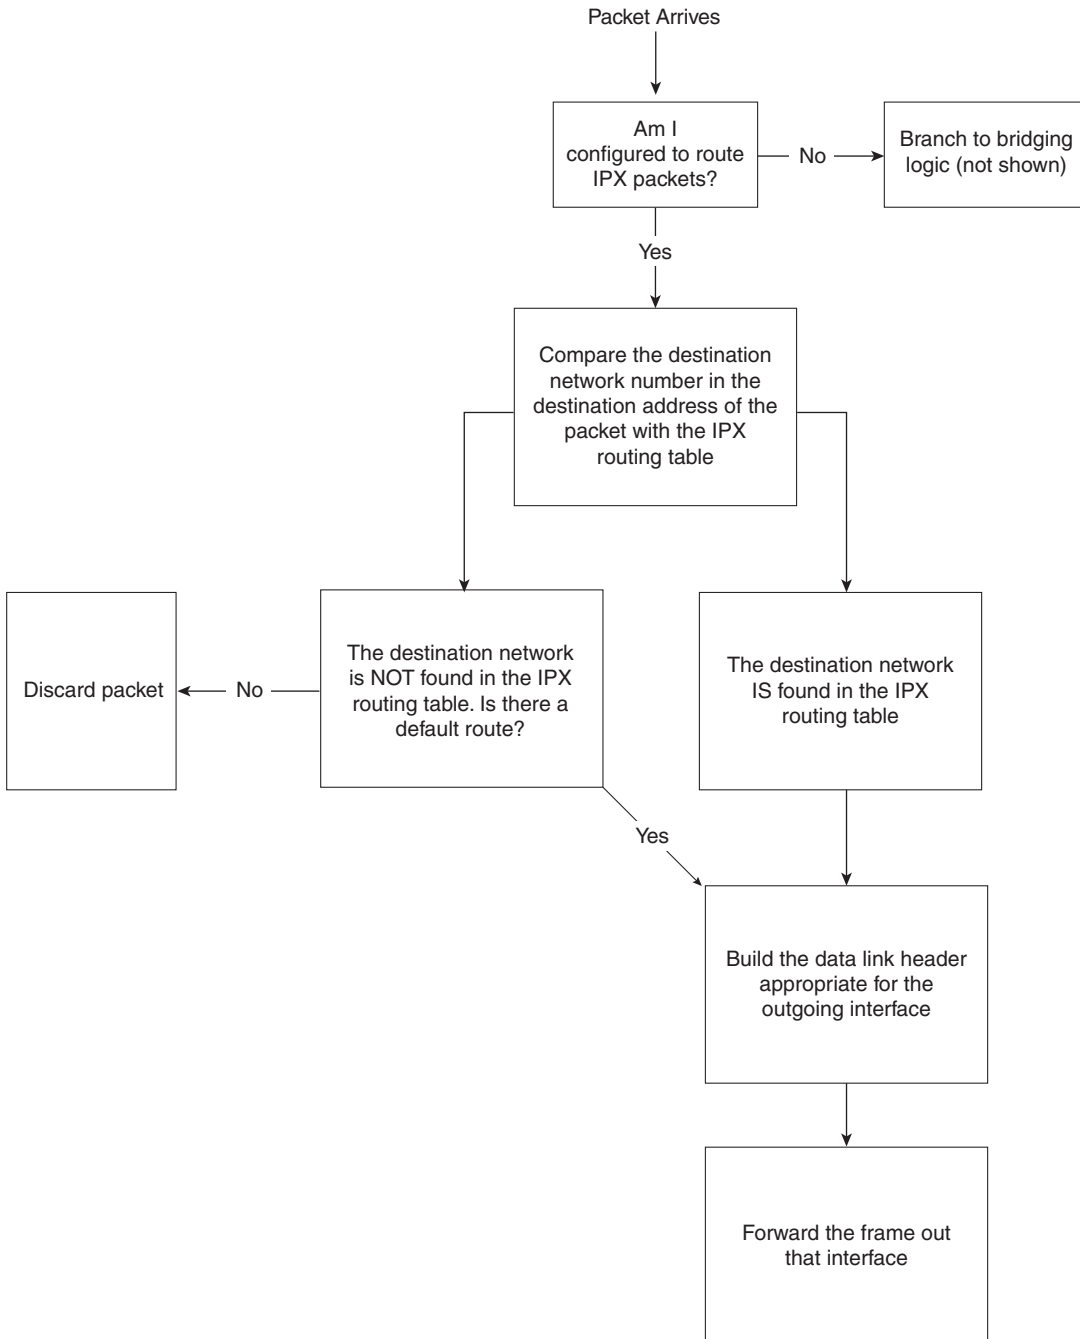 Packet Arrives
Am I
configured to route
IPX packets?
No
Branch to bridging
logic (not shown)
Yes
Compare the destination
network number in the
destination address of the
packet with the IPX
routing table
Discard packet
No
The destination network
is NOT found in the IPX
routing table. Is there a
default route?
The destination network
IS found in the IPX
routing table
Yes
Build the data link header
appropriate for the
outgoing interface
Forward the frame out
that interface